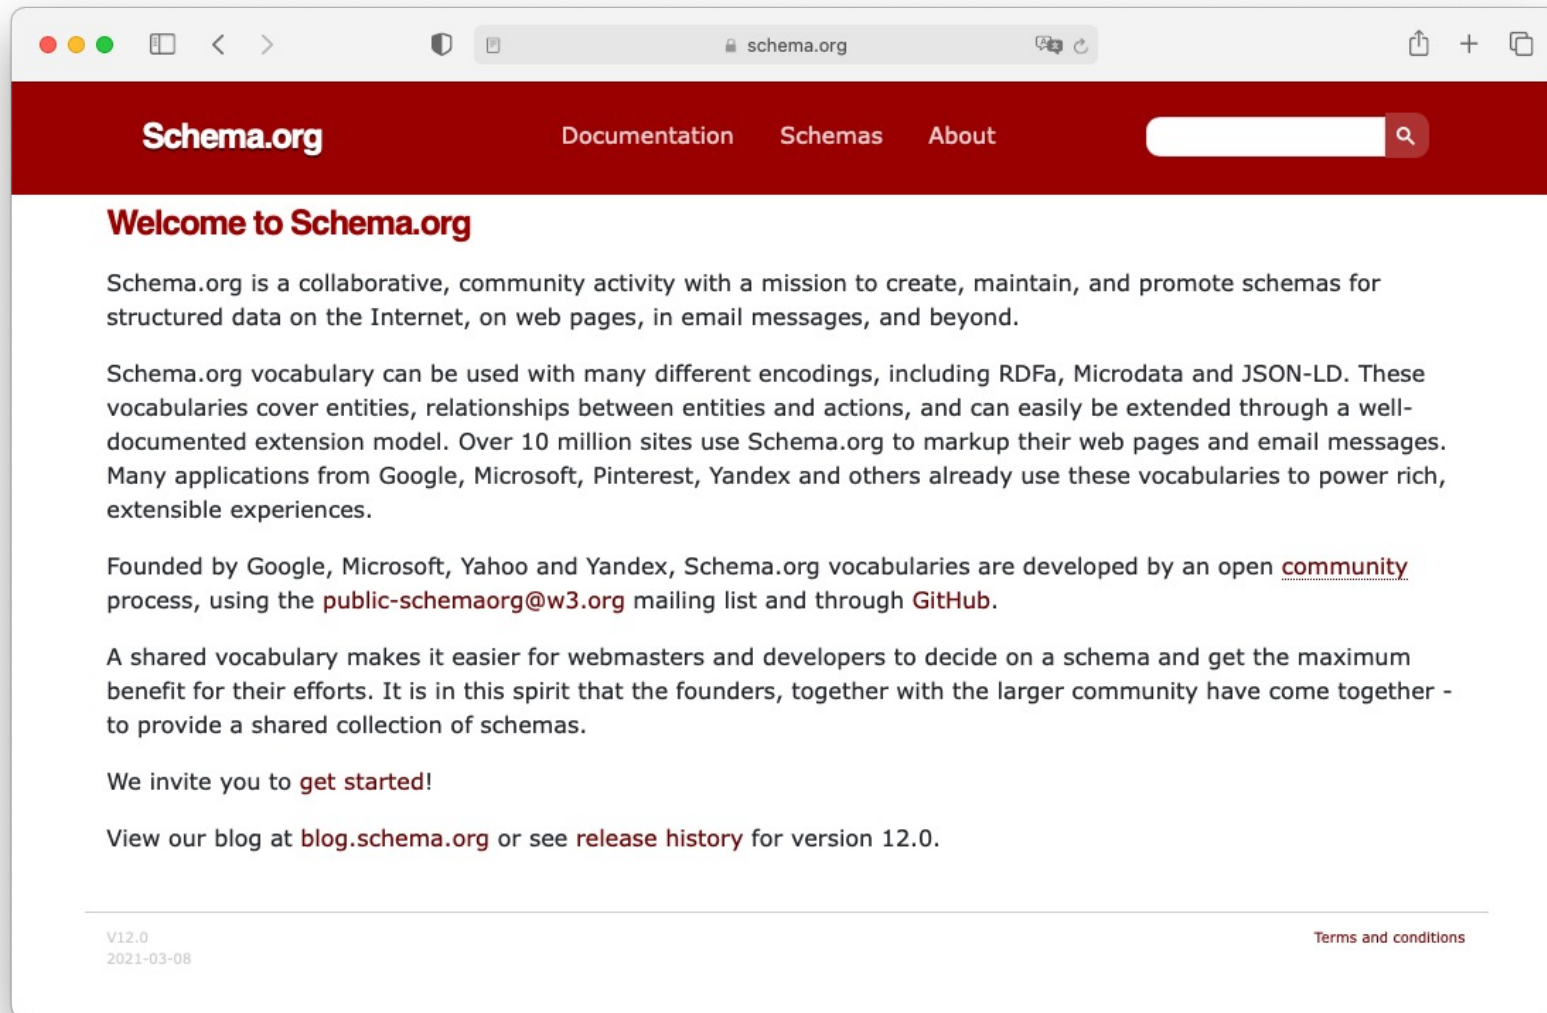 schema.org
Schema.org
Documentation Schemas About
Welcome to Schema.org
Schema.org is a collaborative, community activity with a mission to create, maintain, and promote schemas for
structured data on the Internet, on web pages, in email messages, and beyond.
Schema.org vocabulary can be used with many different encodings, including RDFa, Microdata and JSON-LD. These
vocabularies cover entities, relationships between entities and actions, and can easily be extended through a well-
documented extension model. Over 10 million sites use Schema.org to markup their web pages and email messages.
Many applications from Google, Microsoft, Pinterest, Yandex and others already use these vocabularies to power rich,
extensible experiences.
Founded by Google, Microsoft, Yahoo and Yandex, Schema.org vocabularies are developed by an open community
process, using the public-schemaorg@w3.org mailing list and through GitHub.
A shared vocabulary makes it easier for webmasters and developers to decide on a schema and get the maximum
benefit for their efforts. It is in this spirit that the founders, together with the larger community have come together -
to provide a shared collection of schemas.
We invite you to get started!
View our blog at blog.schema.org or see release history for version 12.0.
V12.0
2021-03-08
Terms and conditions